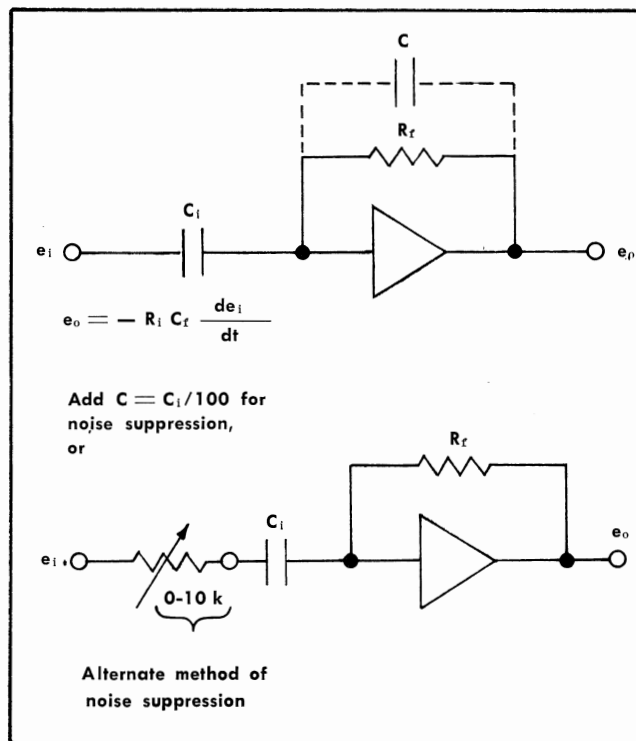 C
Rf
Ci
ei
eo
eo = — Ri Cf dei
dt
Add C = Ci/100 for
noise suppression,
or
Rf
Ci
eo
ei
0-10 k
Alternate method of
noise suppression